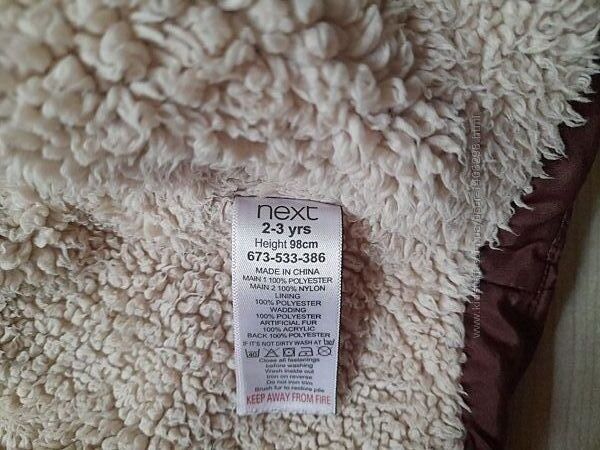 next
2-3 yrs
Height 98cm
673-533-386
MADE IN CHINA
MAIN 1 100% POLYESTER
MAIN 2 100% NYLON
LINING
100% POLYESTER
WADDING
100% POLYESTER
ARTIFICIAL FUR
100% ACRYLIC
BACK 100% POLYESTER
IF IT'S NOT DIRTY WASH AT 30
40
Close all fastenings
before washing
Wash inside out
Iron on reverse
Do not iron trim
Brush fur to restore pile
KEEP AWAY FROM FIRE